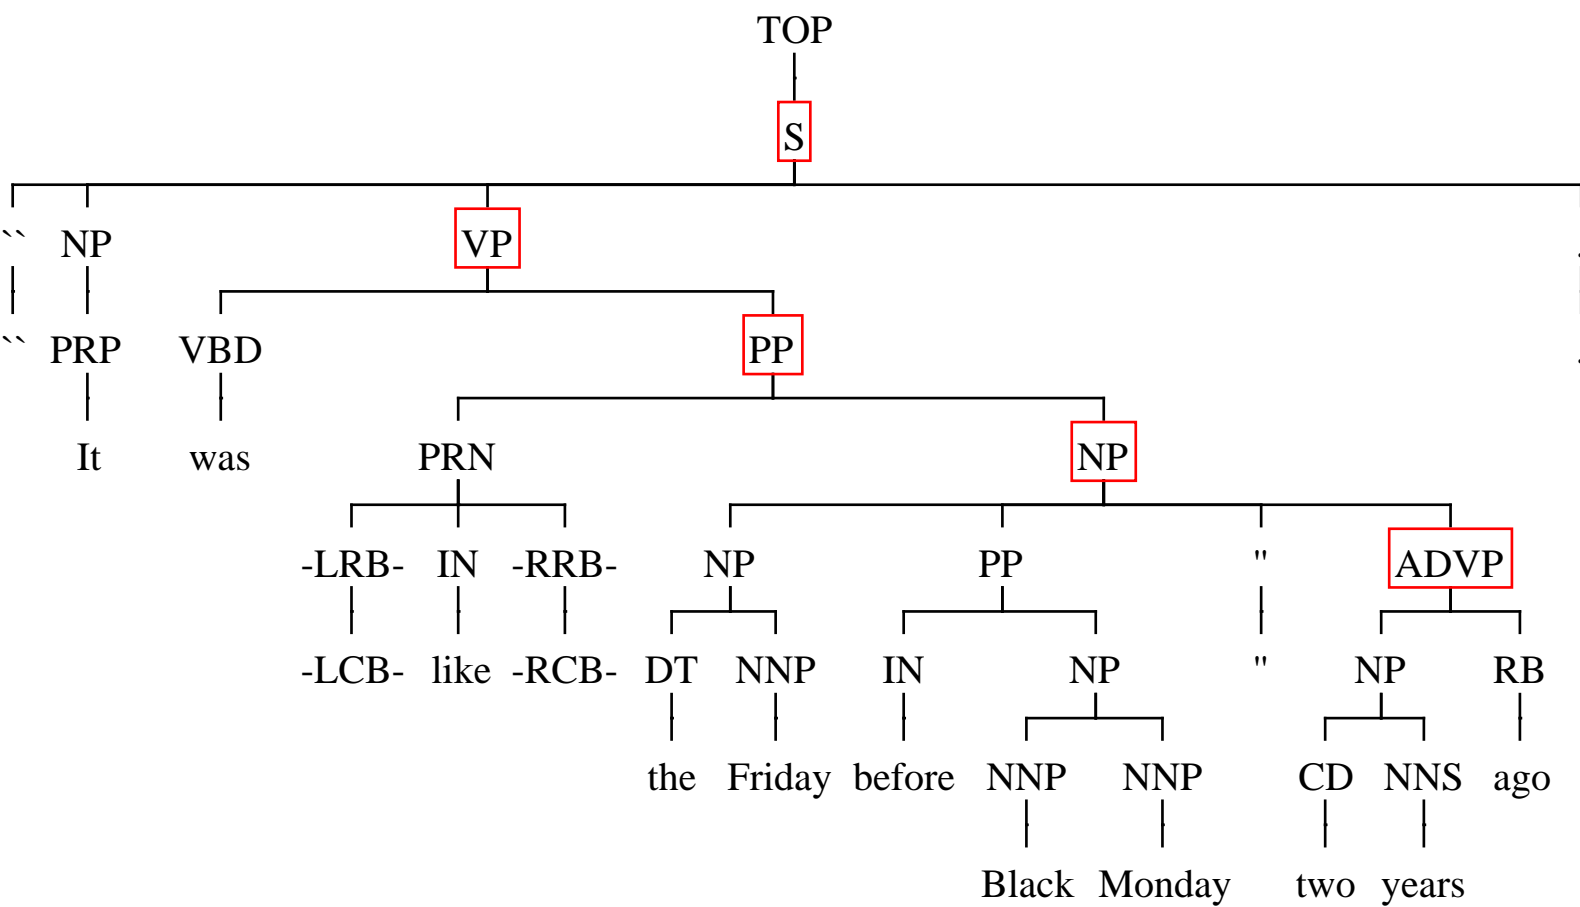 TOP
S
`` NP VP .
`` PRP VBD PP .
It was PRN NP
-LRB- IN -RRB- NP PP " ADVP
-LCB- like -RCB- DT NNP IN NP " NP RB
the Friday before NNP NNP CD NNS ago
Black Monday two years